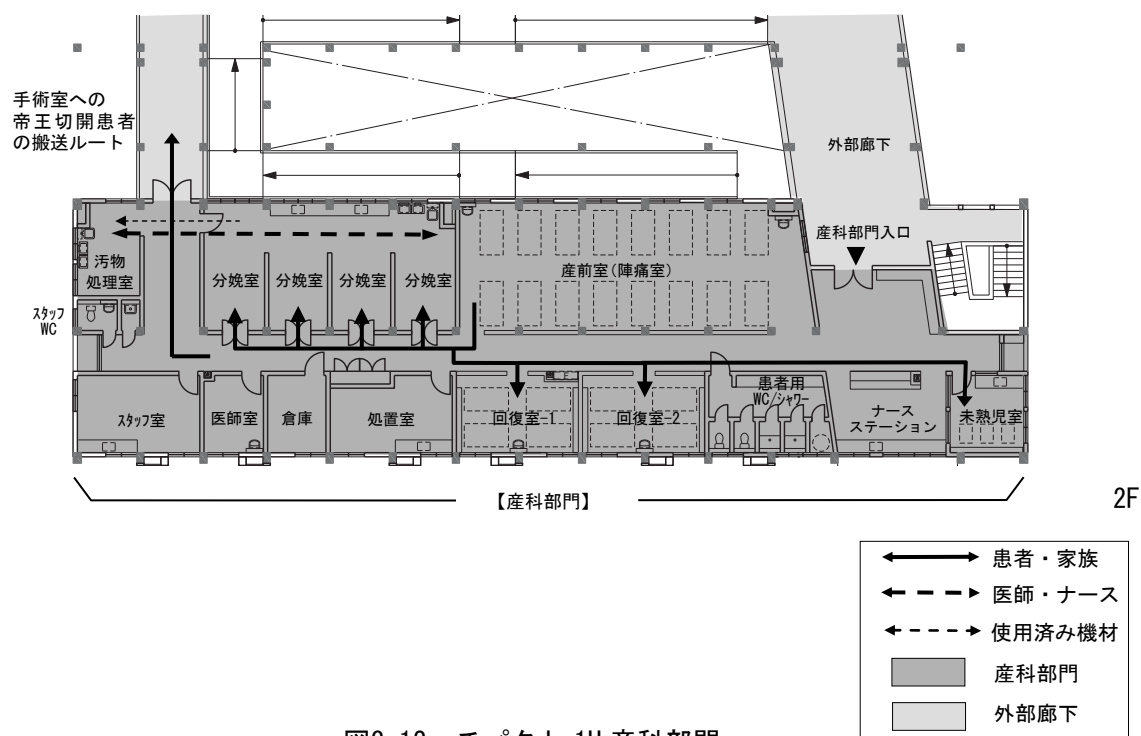 手術室への
帝王切開患者
の搬送ルート
外部廊下
産科部門入口
汚物
処理室
分娩室
分娩室
分娩室
分娩室
産前室(陣痛室)
スタッフ
WC
スタッフ室
医師室
倉庫
処置室
回復室-1
回復室-2
患者用
WC/シャワー
ナース
ステーション
未熟児室
【産科部門】
2F
患者・家族
医師・ナース
使用済み機材
産科部門
外部廊下